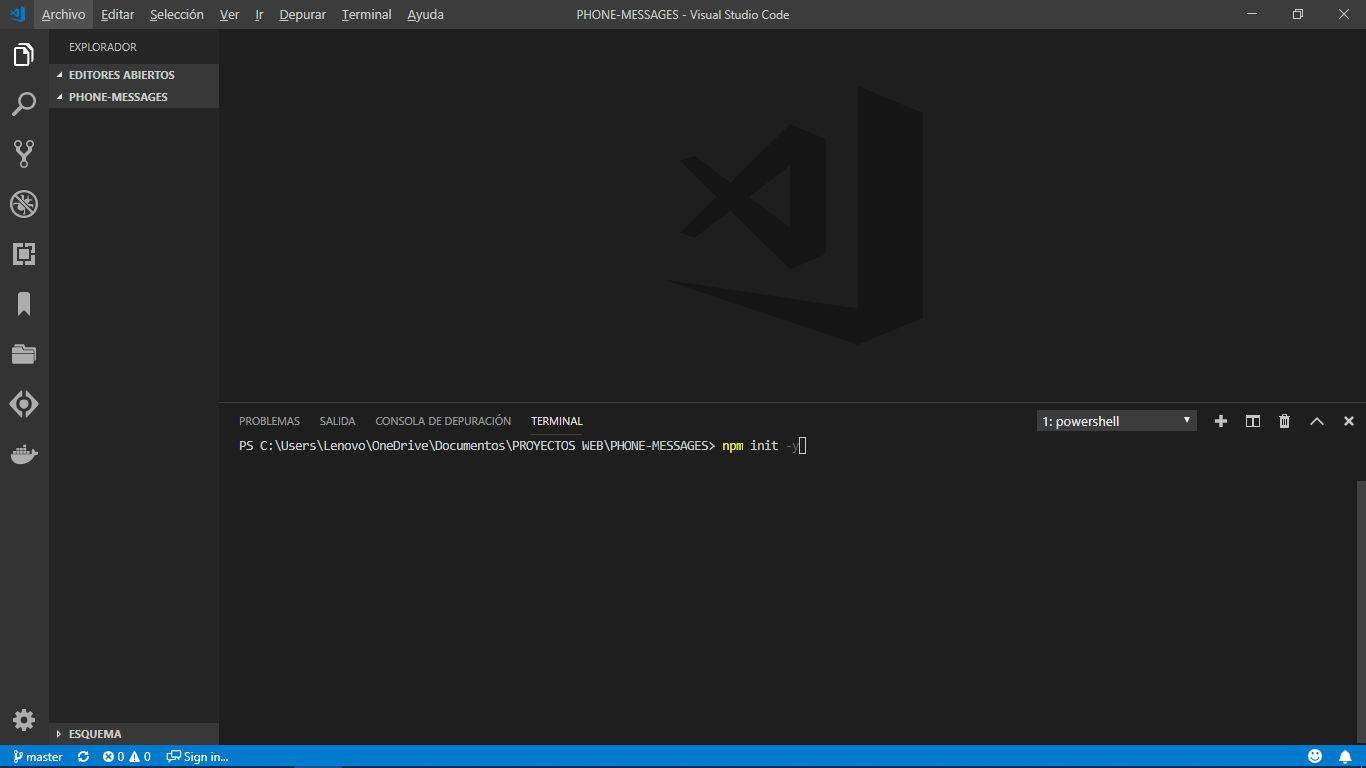 Archivo Editar Selección Ver Ir Depurar Terminal Ayuda PHONE-MESSAGES - Visual Studio Code
EXPLORADOR
EDITORES ABIERTOS
PHONE-MESSAGES
PROBLEMAS SALIDA CONSOLA DE DEPURACIÓN TERMINAL 1: powershell
PS C:\Users\Lenovo\OneDrive\Documentos\PROYECTOS WEB\PHONE-MESSAGES> npm init -y
ESQUEMA
master 0 0 Sign in...